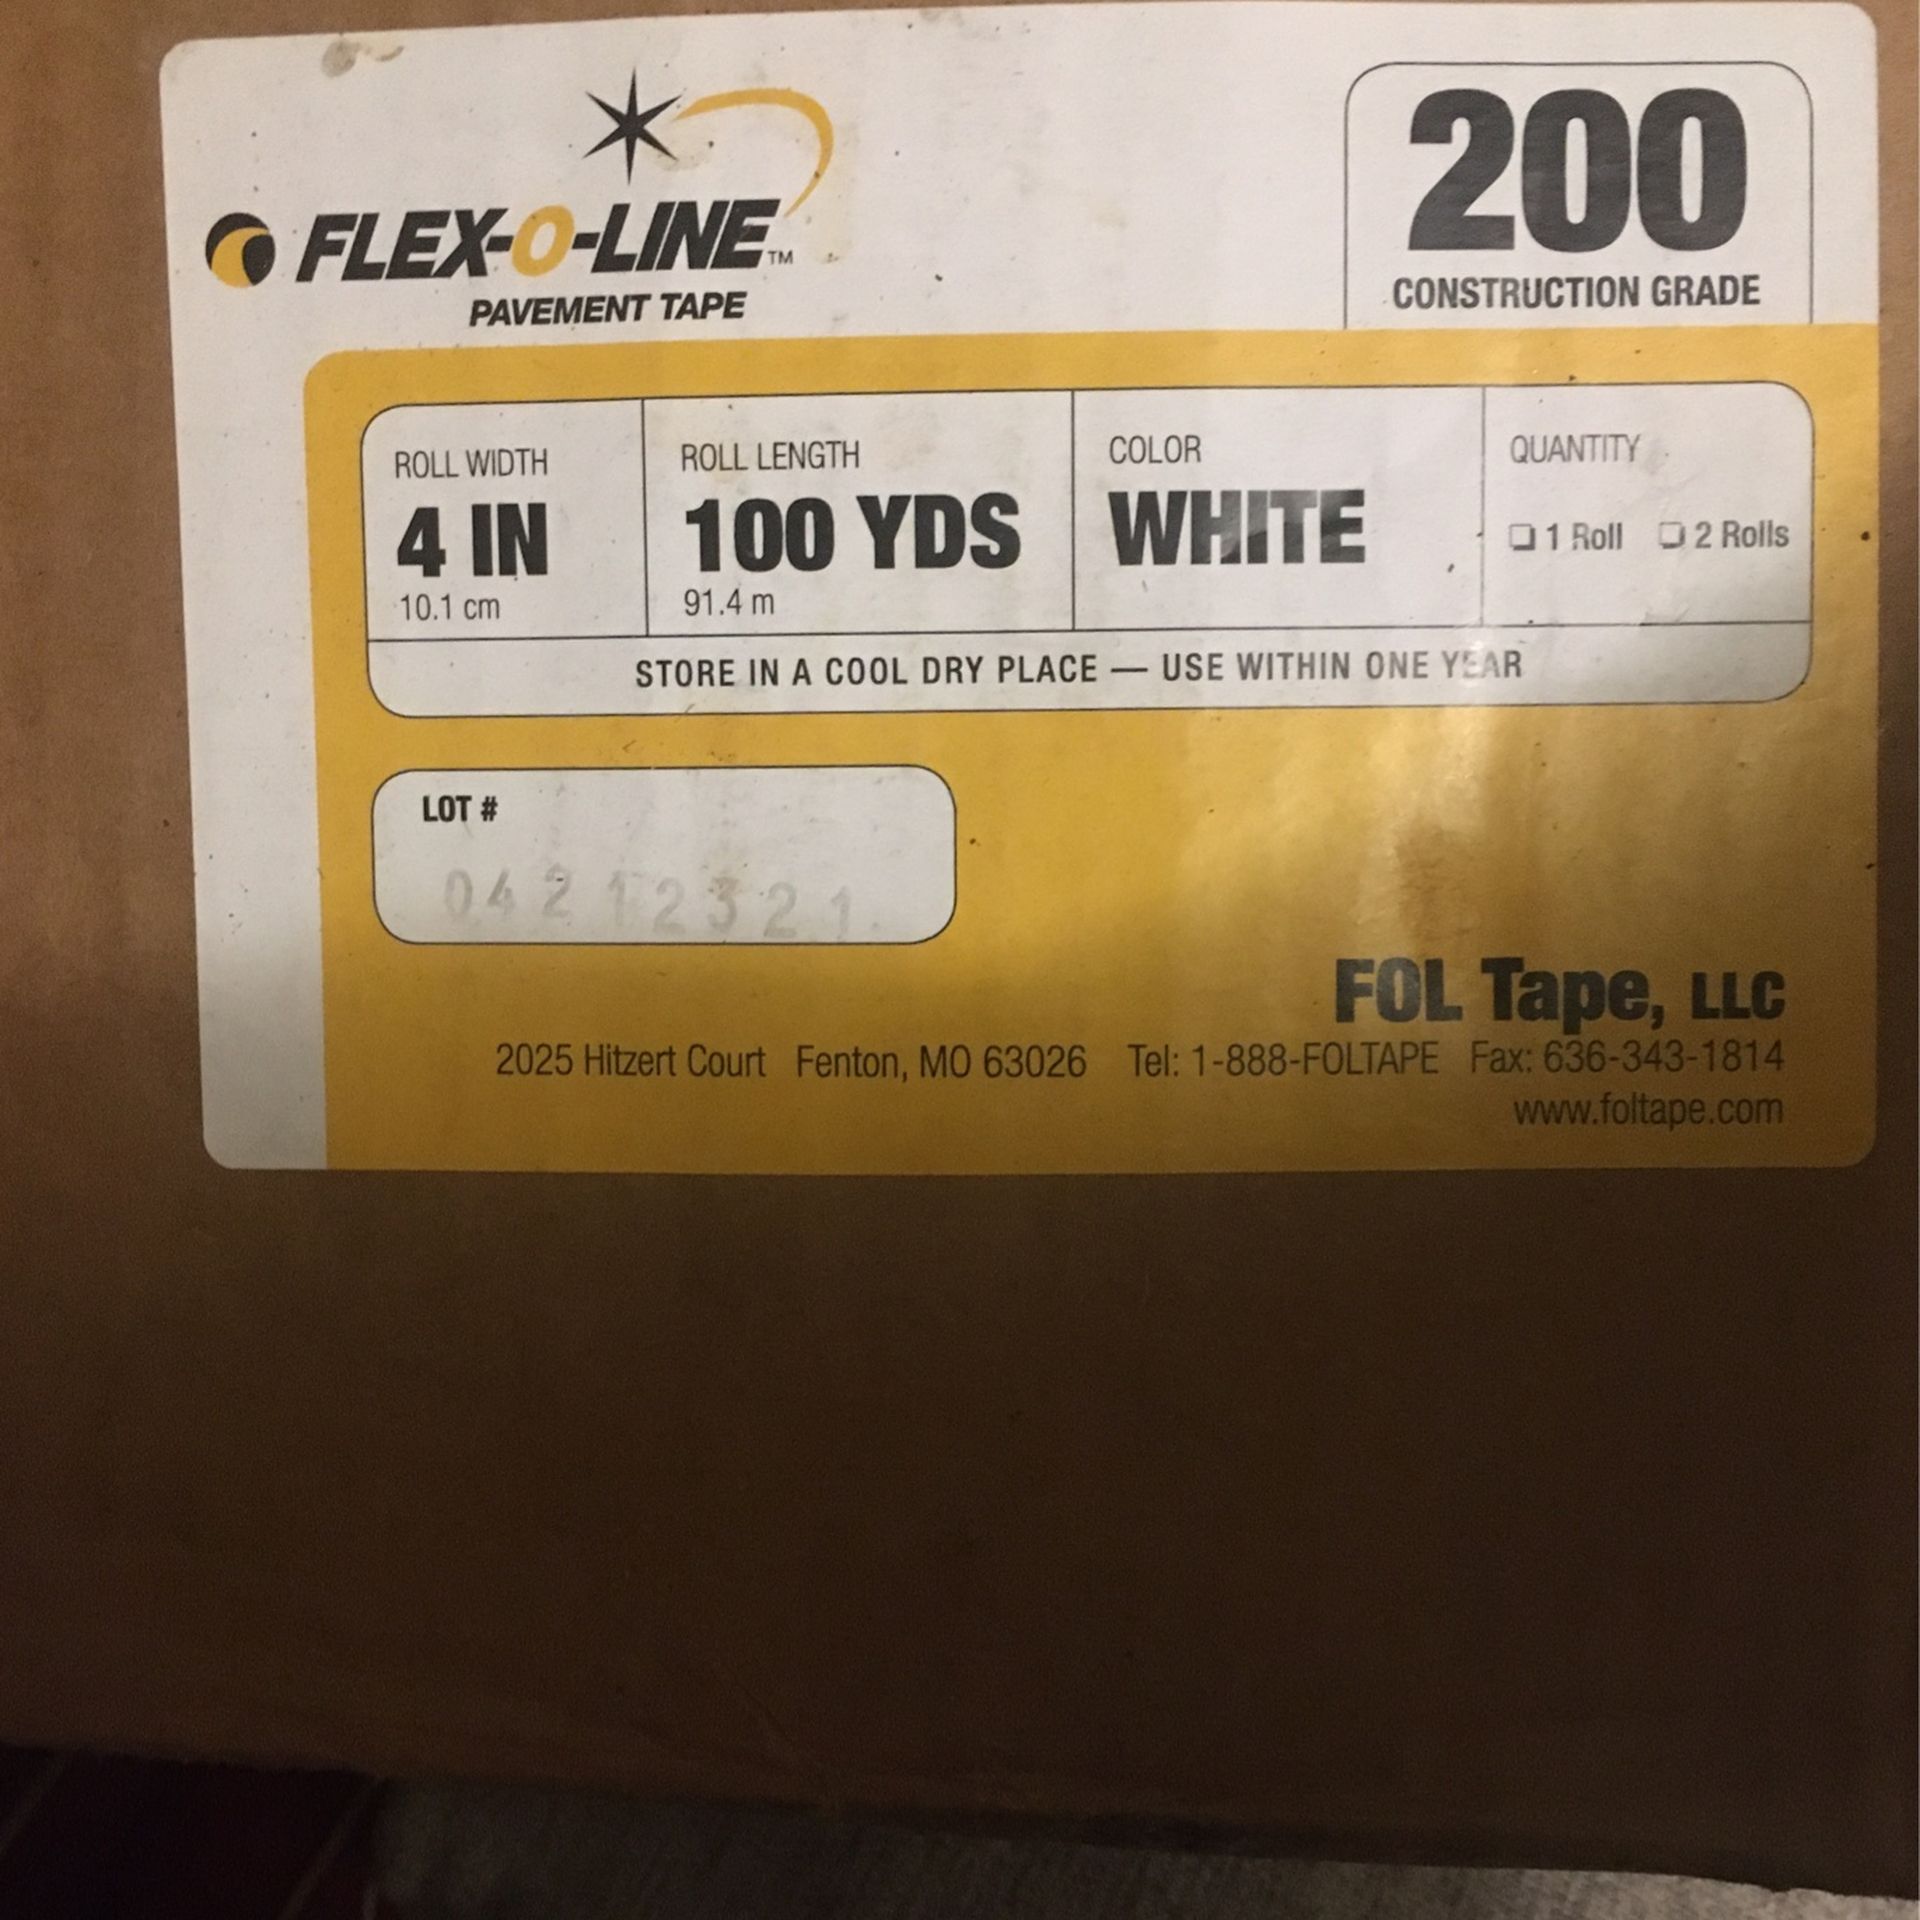 FLEX-O-LINE™
PAVEMENT TAPE
200
CONSTRUCTION GRADE
ROLL WIDTH
4 IN
10.1 cm
ROLL LENGTH
100 YDS
91.4 m
COLOR
WHITE
QUANTITY
❏ 1 Roll ❏ 2 Rolls
STORE IN A COOL DRY PLACE — USE WITHIN ONE YEAR
LOT #
04212321
FOL Tape, LLC
2025 Hitzert Court Fenton, MO 63026 Tel: 1-888-FOLTAPE Fax: 636-343-1814
www.foltape.com